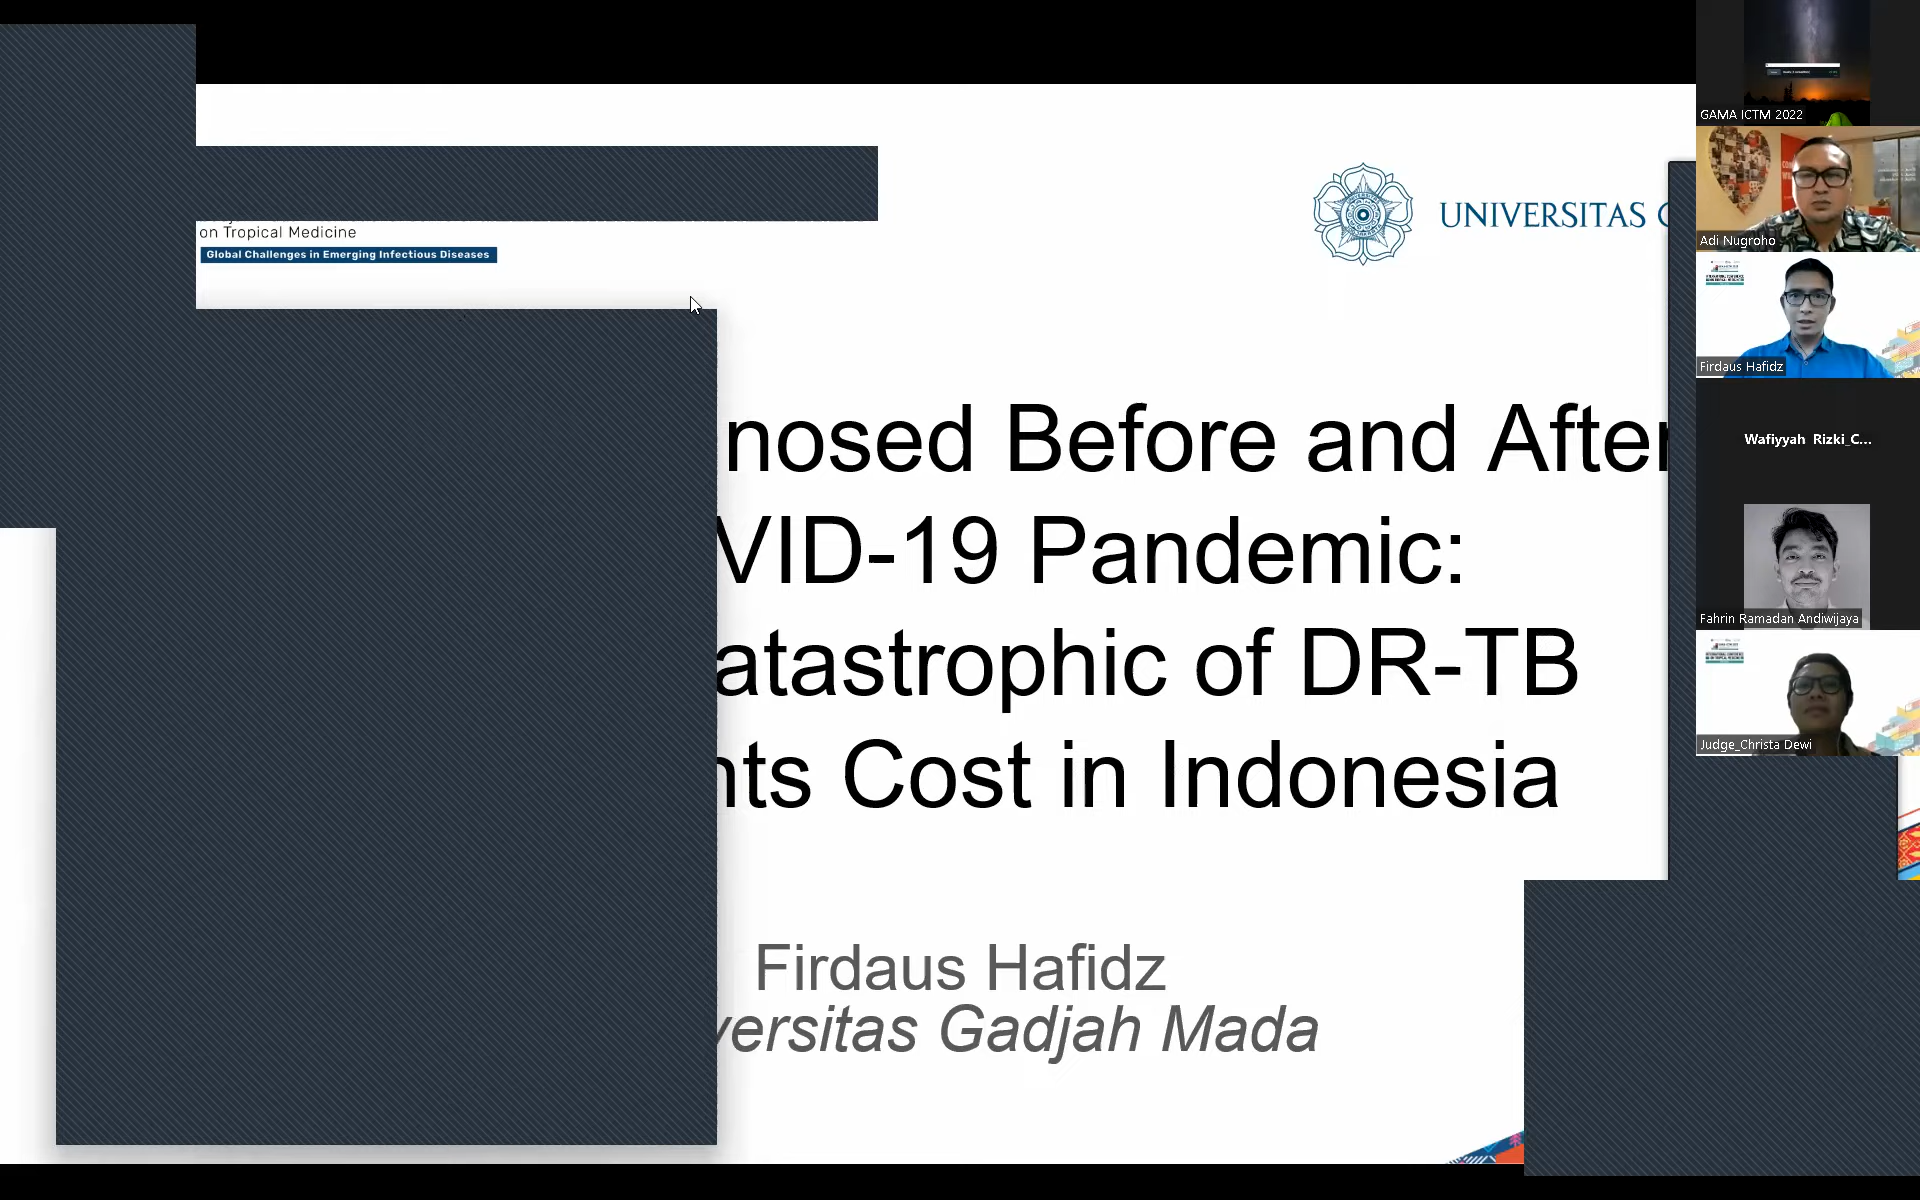 on Tropical Medicine
Global Challenges in Emerging Infectious Diseases
UNIVERSITAS
nosed Before and After
VID-19 Pandemic:
atastrophic of DR-TB
nts Cost in Indonesia
Firdaus Hafidz
versitas Gadjah Mada
GAMA ICTM 2022
Adi Nugroho
Firdaus Hafidz
Wafiyyah Rizki_C...
Fahrin Ramadan Andiwijaya
Judge_Christa Dewi